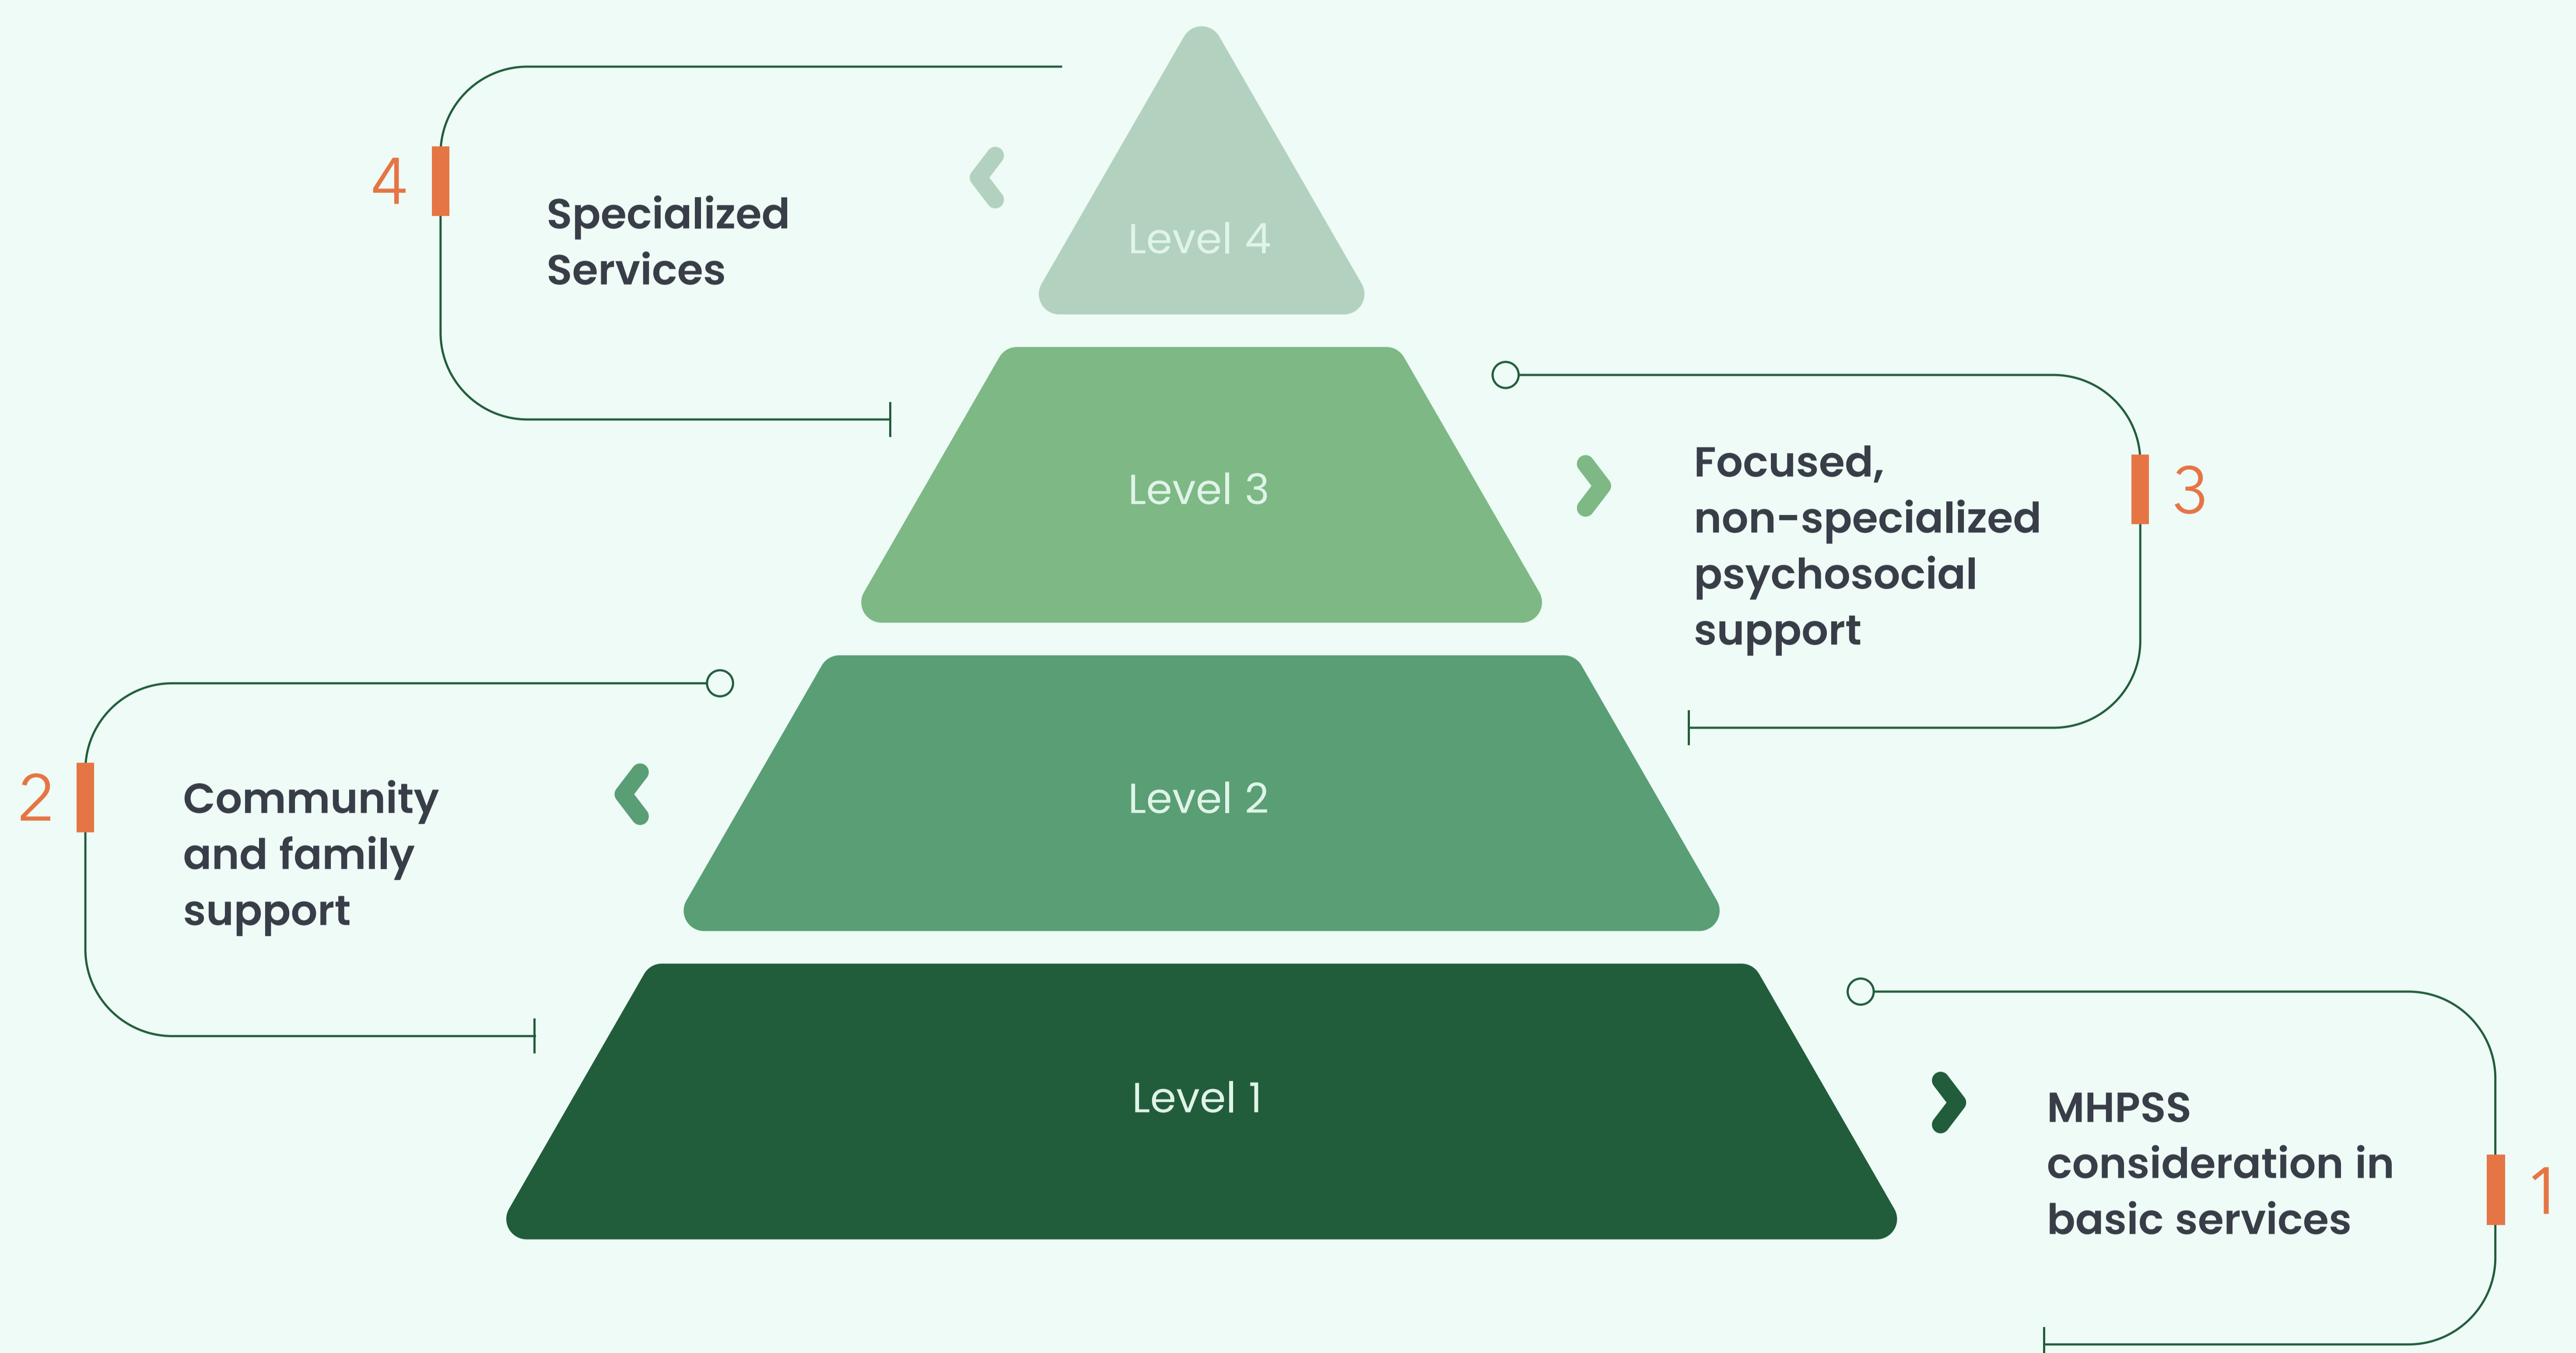 4
Specialized
Services
Level 4
Level 3
Focused,
non-specialized
psychosocial
support
3
2
Community
and family
support
Level 2
Level 1
MHPSS
consideration in
basic services
1